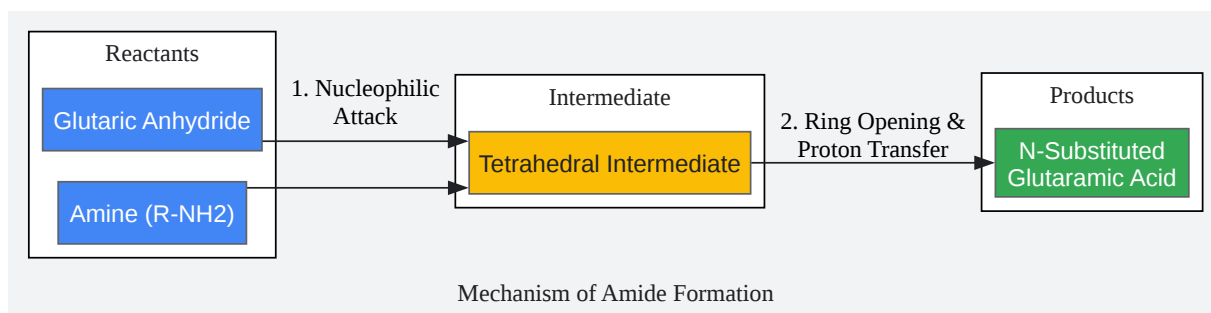 Reactants
Glutaric Anhydride
Amine (R-NH2)
1. Nucleophilic
Attack
Intermediate
Tetrahedral Intermediate
2. Ring Opening &
Proton Transfer
Products
N-Substituted
Glutaramic Acid
Mechanism of Amide Formation